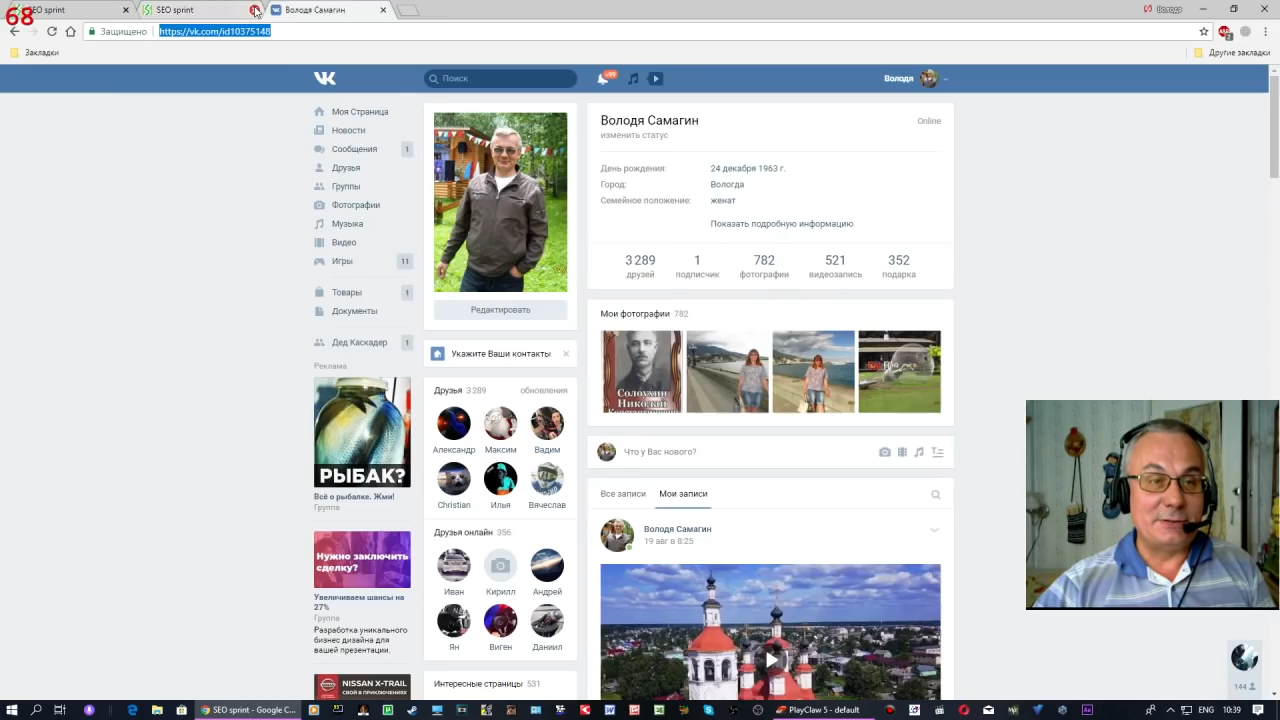 68
sprint
SEO sprint
Володя Самагин
Володя
Защищено
https://vk.com/id10375148
Закладки
Другие закладки
Поиск
+99
Володя
Моя Страница
Новости
Сообщения 1
Друзья
Группы
Фотографии
Музыка
Видео
Игры 11
Товары 1
Документы
Дед Каскадер 1
Реклама
РЫБАК?
Всё о рыбалке. Жми!
Группа
Нужно заключить
сделку?
Увеличиваем шансы на
27%
Группа
Разработка уникального
бизнес дизайна для
вашей презентации.
NISSAN X-TRAIL
СВОЙ В ПРИКЛЮЧЕНИЯХ
Редактировать
Укажите Ваши контакты
Друзья 3 289
обновления
Александр
Максим
Вадим
Christian
Илья
Вячеслав
Друзья онлайн 356
Иван
Кирилл
Андрей
Ян
Виген
Даниил
Интересные страницы 531
Володя Самагин
Online
изменить статус
День рождения: 24 декабря 1963 г.
Город: Вологда
Семейное положение: женат
Показать подробную информацию
3 289 друзей
1 подписчик
782 фотографии
521 видеозапись
352 подарка
Мои фотографии 782
Солохин
Николай
Что у Вас нового?
Все записи
Мои записи
Володя Самагин
19 авг в 8:25
144
SEO sprint - Google C...
PlayClaw 5 - default
ENG
10:39